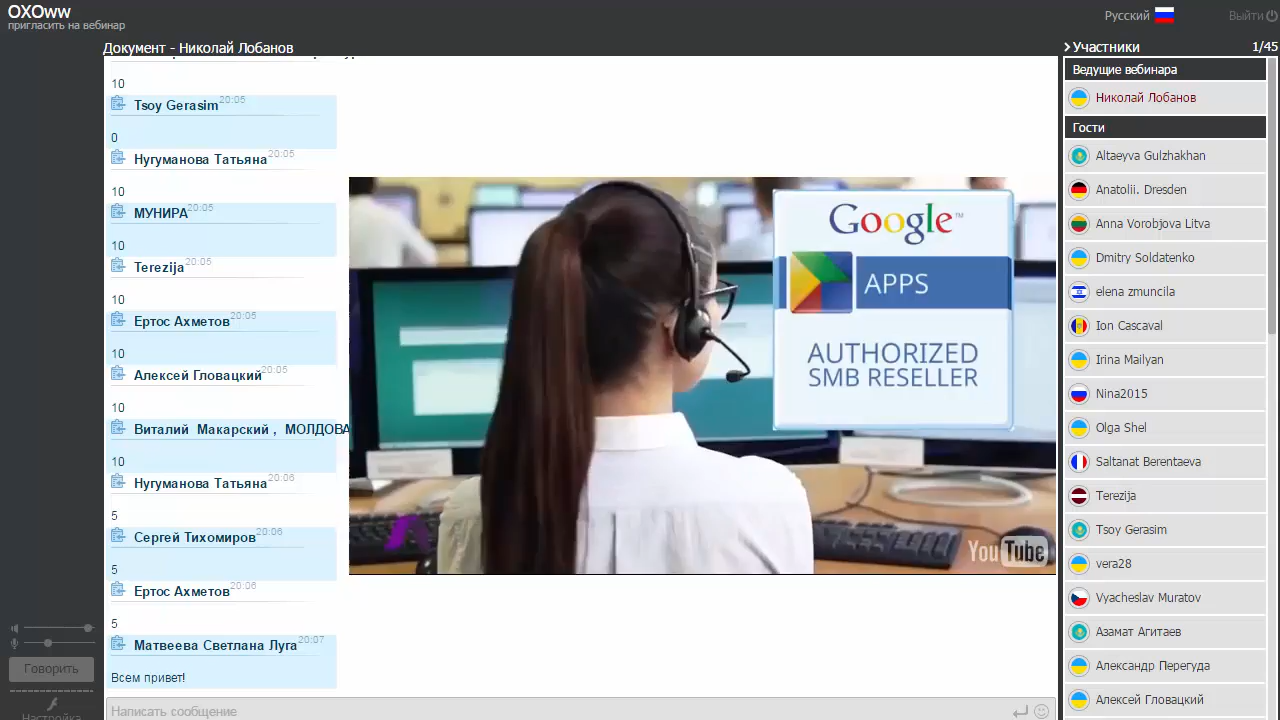 OXOww
пригласить на вебинар
Русский
Выйти
Документ - Николай Лобанов
10
Tsoy Gerasim 20:05
0
Нугуманова Татьяна 20:05
10
МУНИРА 20:05
10
Terezija 20:05
10
Ертос Ахметов 20:05
10
Алексей Гловацкий 20:05
10
Виталий Макарский , МОЛДОВА
10
Нугуманова Татьяна 20:06
5
Сергей Тихомиров 20:06
5
Ертос Ахметов 20:06
5
Матвеева Светлана Луга 20:07
Всем привет!
Написать сообщение
Говорить
Настройка
Google™
APPS
AUTHORIZED
SMB RESELLER
YouTube
Участники 1/45
Ведущие вебинара
Николай Лобанов
Гости
Altaeyva Gulzhakhan
Anatolii. Dresden
Anna Vorobjova Litva
Dmitry Soldatenko
elena zmuncila
Ion Cascaval
Irina Mailyan
Nina2015
Olga Shel
Saltanat Berentaeva
Terezija
Tsoy Gerasim
vera28
Vyacheslav Muratov
Азамат Агитаев
Александр Перегуда
Алексей Гловацкий